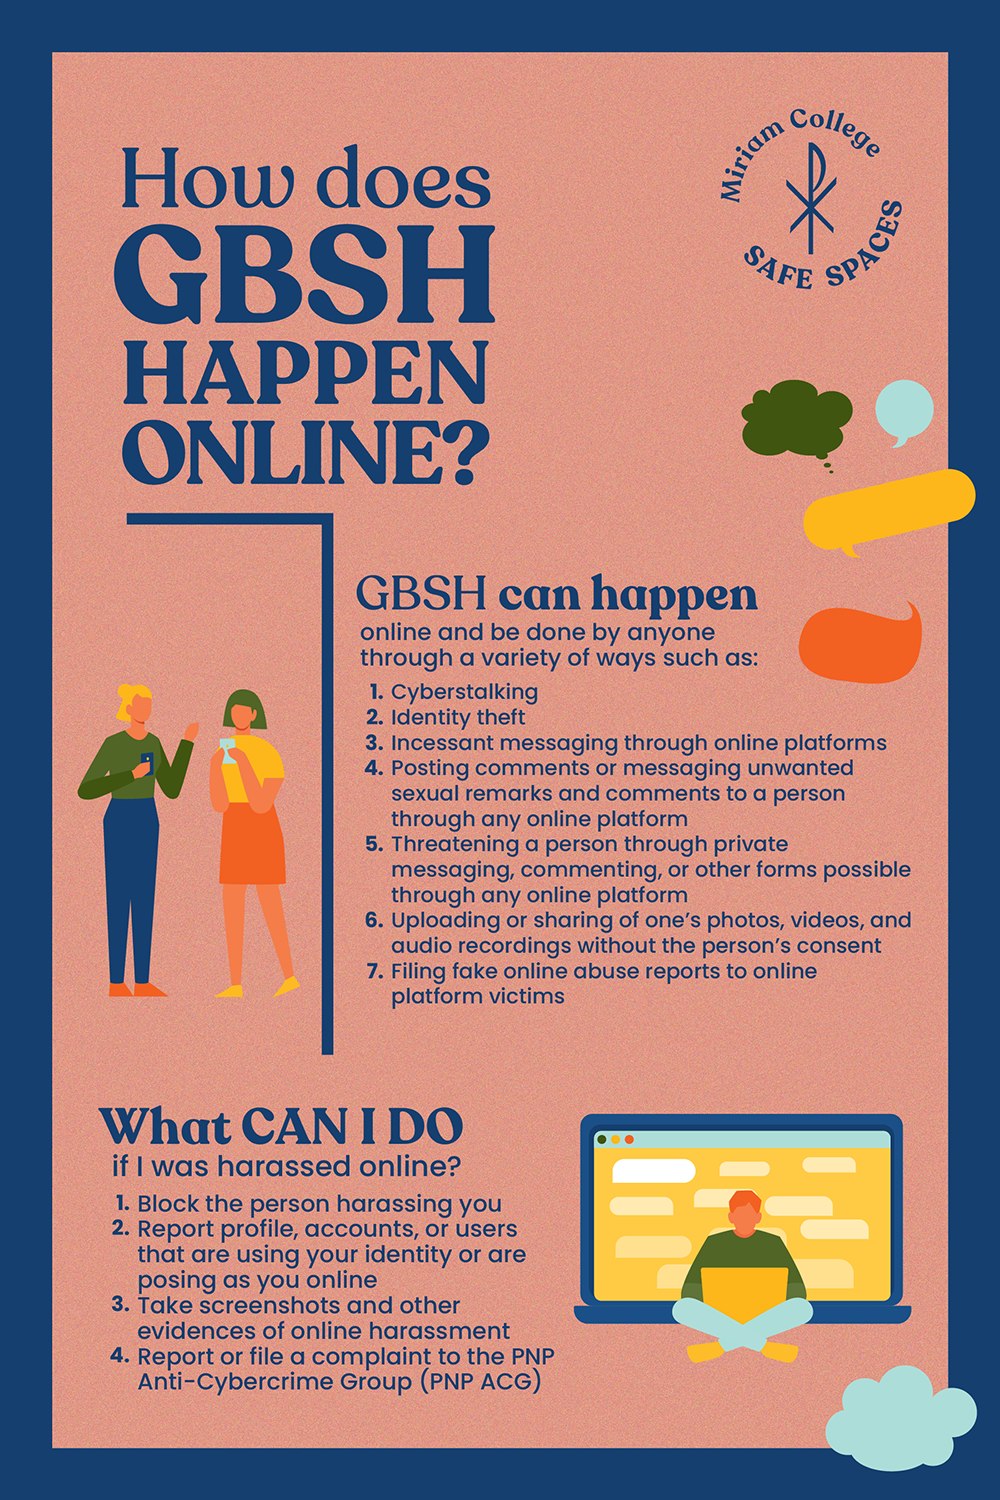 How does
GBSH
HAPPEN
ONLINE?
Miriam College
SAFE SPACES
GBSH can happen
online and be done by anyone
through a variety of ways such as:
1. Cyberstalking
2. Identity theft
3. Incessant messaging through online platforms
4. Posting comments or messaging unwanted
sexual remarks and comments to a person
through any online platform
5. Threatening a person through private
messaging, commenting, or other forms possible
through any online platform
6. Uploading or sharing of one's photos, videos, and
audio recordings without the person's consent
7. Filing fake online abuse reports to online
platform victims
What CAN I DO
if I was harassed online?
1. Block the person harassing you
2. Report profile, accounts, or users
that are using your identity or are
posing as you online
3. Take screenshots and other
evidences of online harassment
4. Report or file a complaint to the PNP
Anti-Cybercrime Group (PNP ACG)